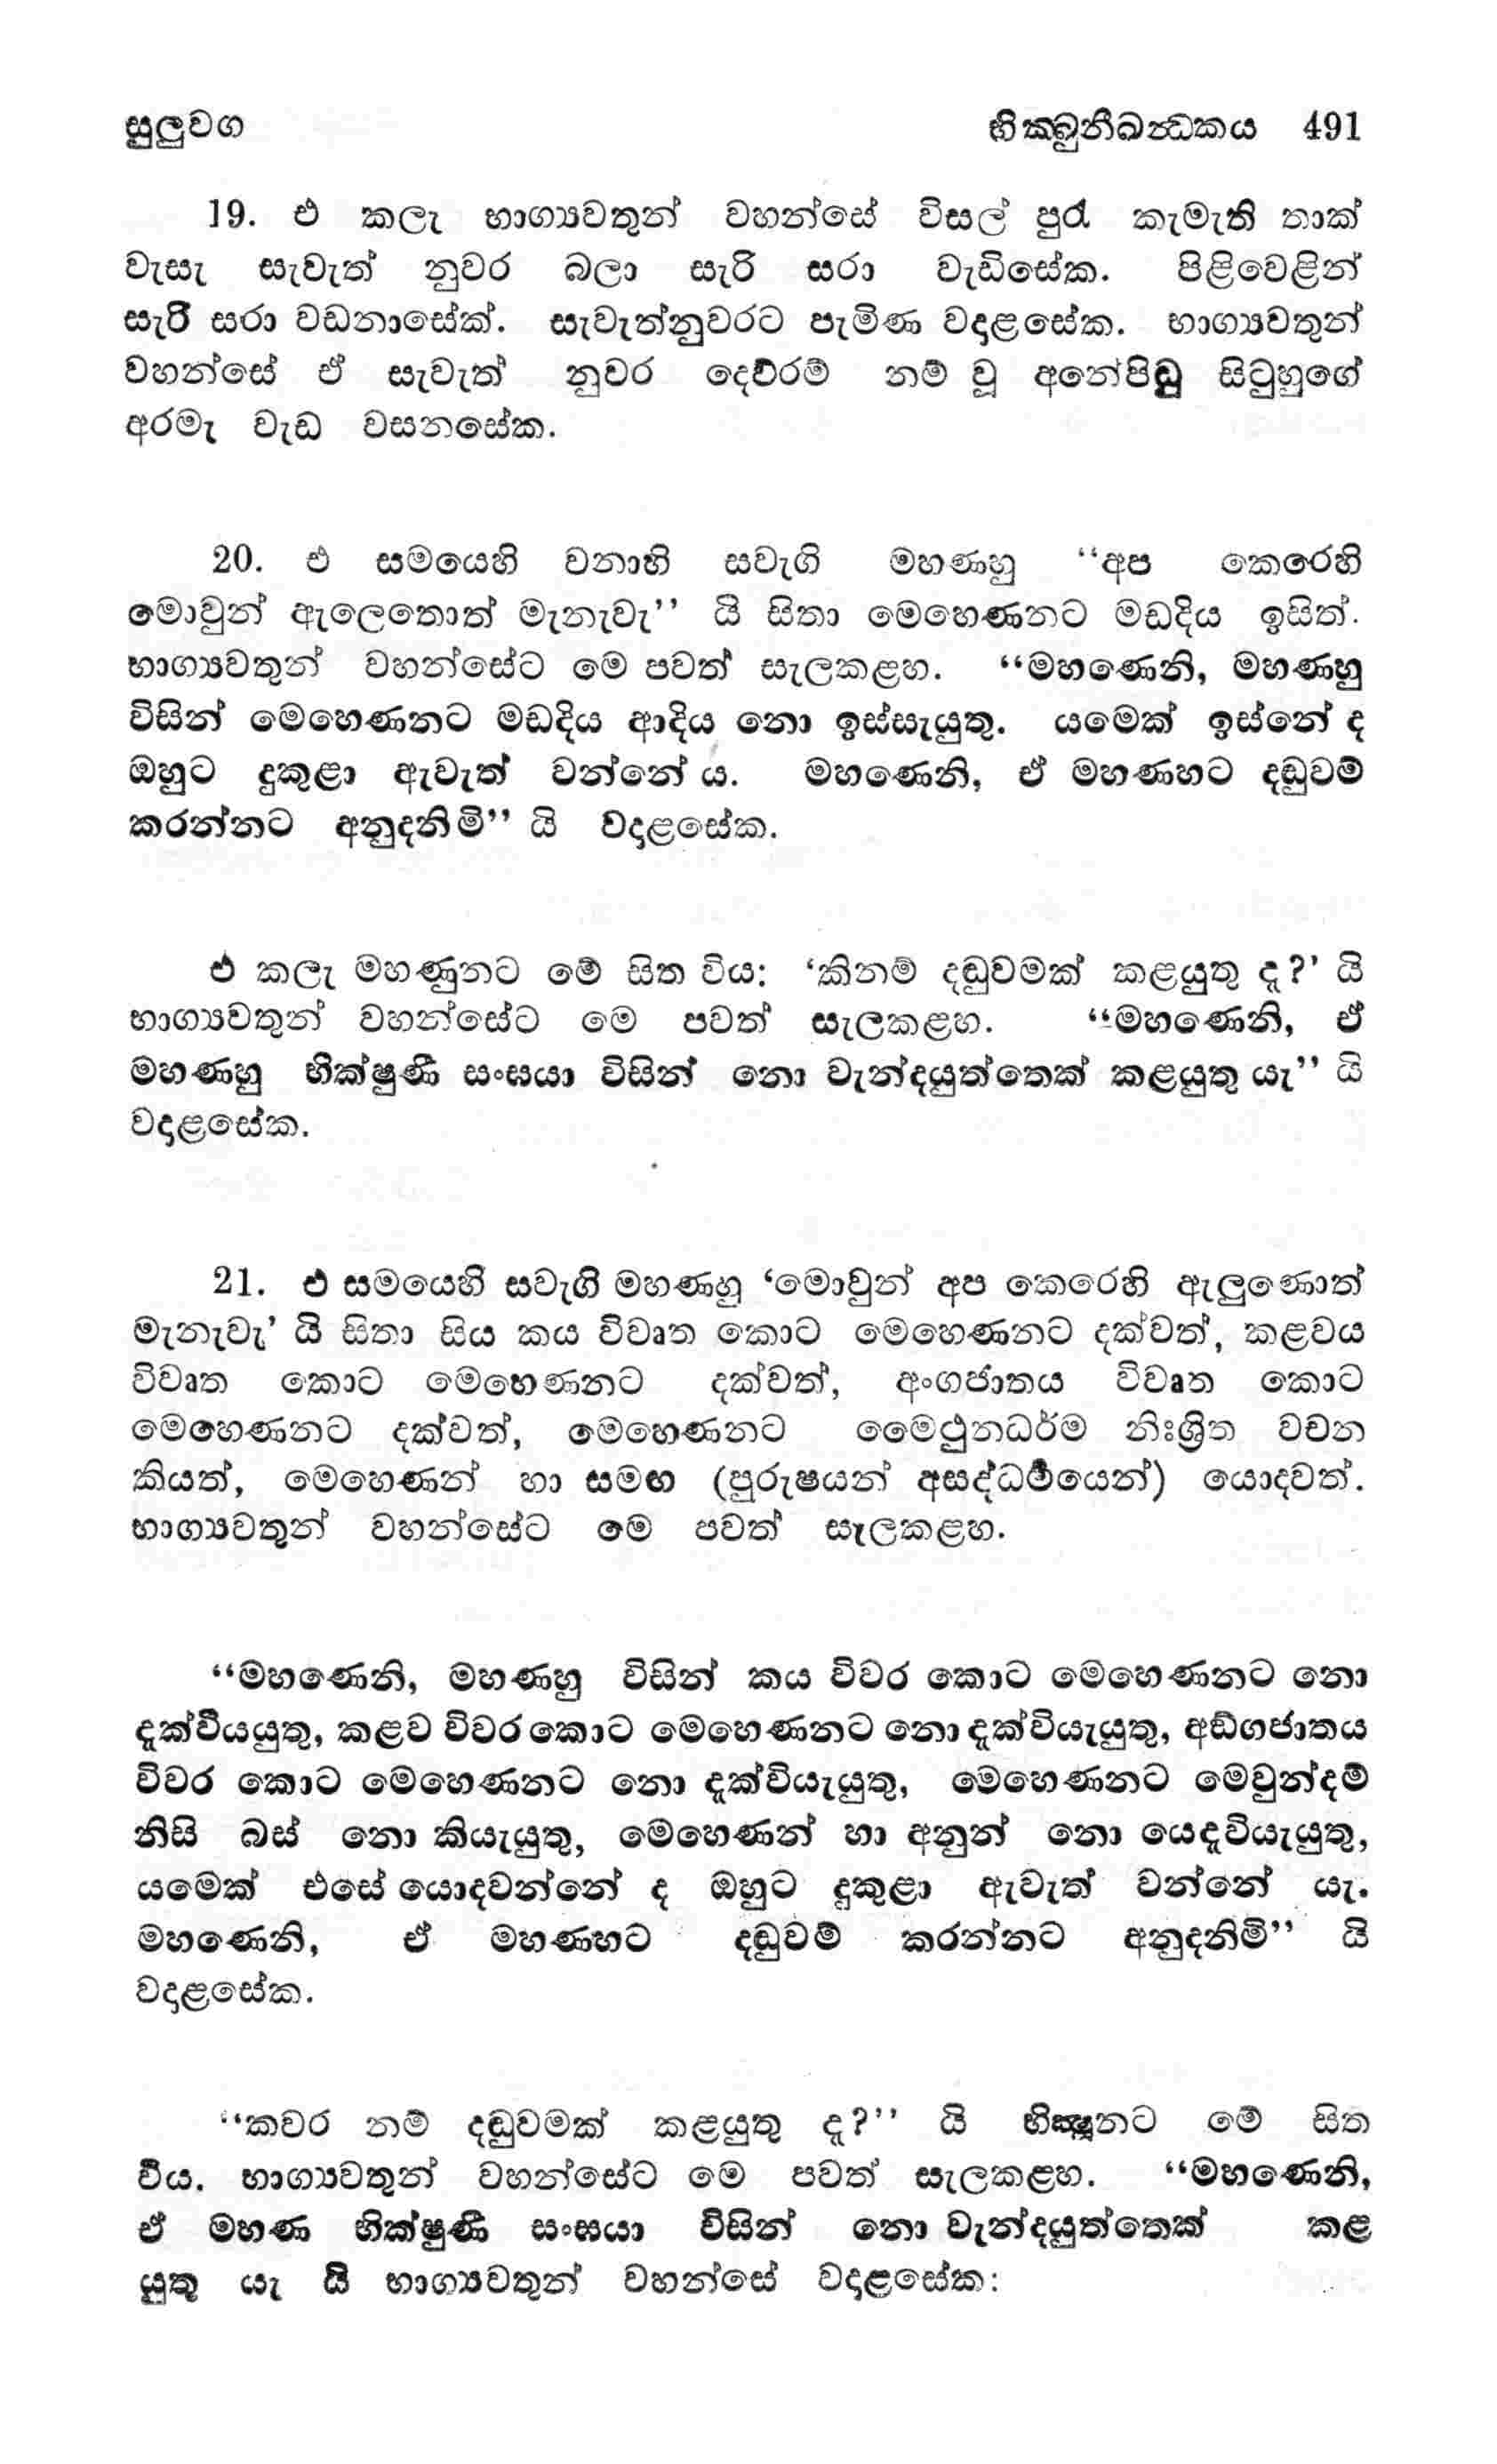 සුලුවග භික්‍ඛුනීඛන්‍ධකය 491
19. එ කලැ භාග්‍යවතුන් වහන්සේ විසල් පුරැ කැමැති තාක්
වැසැ සැවැත් නුවර බලා සැරි සරා වැඩිසේක. පිළිවෙළින්
සැරි සරා වඩනාසේක්. සැවැත්නුවරට පැමිණ වදාළසේක. භාග්‍යවතුන්
වහන්සේ ඒ සැවැත් නුවර දෙව්රම් නම් වූ අනේපිඬු සිටුහුගේ
අරමැ වැඩ වසනසේක.
20. එ සමයෙහි වනාහි සවැගි මහණහු “අප කෙරෙහි
මොවුන් ඇලෙතොත් මැනැවැ” යි සිතා මෙහෙණනට මඩදිය ඉසිත්.
භාග්‍යවතුන් වහන්සේට මෙ පවත් සැලකළහ. “මහණෙනි, මහණහු
විසින් මෙහෙණනට මඩදිය ආදිය නො ඉස්සැයුතු. යමෙක් ඉස්නේ ද
ඔහුට දුකුළා ඇවැත් වන්නේ ය. මහණෙනි, ඒ මහණහට දඬුවම්
කරන්නට අනුදනිමි” යි වදාළසේක.
එ කලැ මහණුනට මේ සිත විය: ‘කිනම් දඬුවමක් කළයුතු දැ?’ යි
භාග්‍යවතුන් වහන්සේට මෙ පවත් සැලකළහ. “මහණෙනි, ඒ
මහණහු භික්ෂුණී සංඝයා විසින් නො වැන්දයුත්තෙක් කළයුතු යැ” යි
වදාළසේක.
21. එ සමයෙහි සවැගි මහණහු ‘මොවුන් අප කෙරෙහි ඇලුණොත්
මැනැවැ’ යි සිතා සිය කය විවෘත කොට මෙහෙණනට දක්වත්, කළවය
විවෘත කොට මෙහෙණනට දක්වත්, අංගජාතය විවෘත කොට
මෙහෙණනට දක්වත්, මෙහෙණනට මෛථුනධර්ම නිඃශ්‍රිත වචන
කියත්, මෙහෙණන් හා සමඟ (පුරුෂයන් අසද්ධර්මයෙන්) යොදවත්.
භාග්‍යවතුන් වහන්සේට මෙ පවත් සැලකළහ.
“මහණෙනි, මහණහු විසින් කය විවර කොට මෙහෙණනට නො
දැක්වියයුතු, කළව විවර කොට මෙහෙණනට නො දැක්වියැයුතු, අඞ්ගජාතය
විවර කොට මෙහෙණනට නො දැක්වියැයුතු, මෙහෙණනට මෙවුන්දම්
නිසි බස් නො කියැයුතු, මෙහෙණන් හා අනුන් නො යෙදැවියැයුතු,
යමෙක් එසේ යොදවන්නේ ද ඔහුට දුකුළා ඇවැත් වන්නේ යැ.
මහණෙනි, ඒ මහණහට දඬුවම් කරන්නට අනුදනිමි” යි
වදාළසේක.
“කවර නම් දඬුවමක් කළයුතු දැ?” යි භික්‍ෂූනට මේ සිත
විය. භාග්‍යවතුන් වහන්සේට මෙ පවත් සැලකළහ. “මහණෙනි,
ඒ මහණ භික්ෂුණී සංඝයා විසින් නො වැන්දයුත්තෙක් කළ
යුතු යැ යි භාග්‍යවතුන් වහන්සේ වදාළසේක: